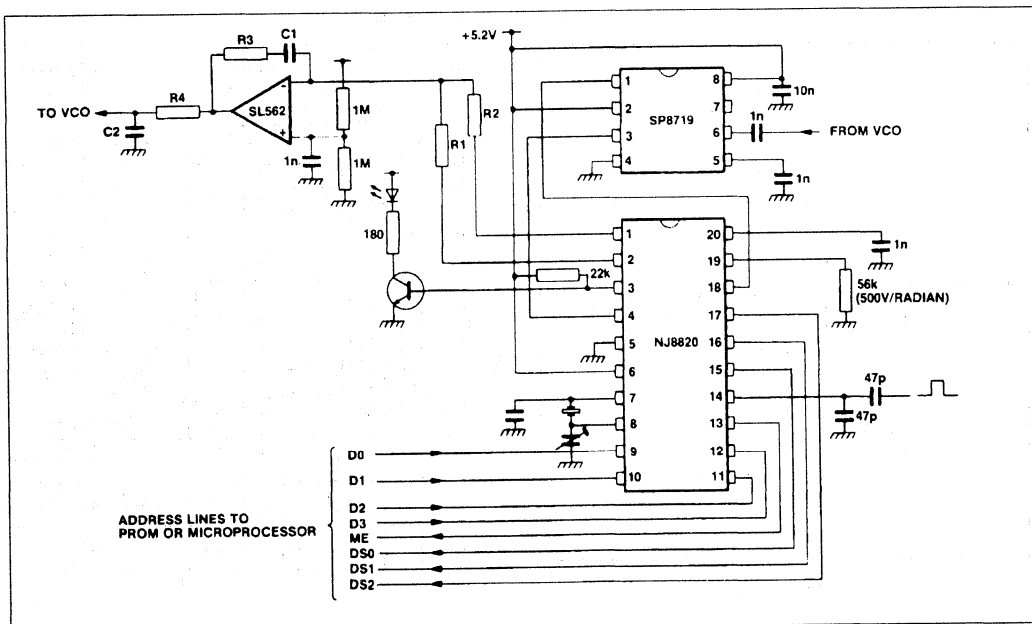 +5.2V
R3
C1
SL562
-
+
TO VCO
R4
C2
1n
1M
1M
R1
R2
180
22k
1
2
3
4
SP8719
8
7
6
5
10n
1n
FROM VCO
1n
1
2
3
4
5
6
7
8
9
10
NJ8820
20
19
18
17
16
15
14
13
12
11
1n
56k
(500V/RADIAN)
47p
47p
ADDRESS LINES TO
PROM OR MICROPROCESSOR
D0
D1
D2
D3
ME
DS0
DS1
DS2